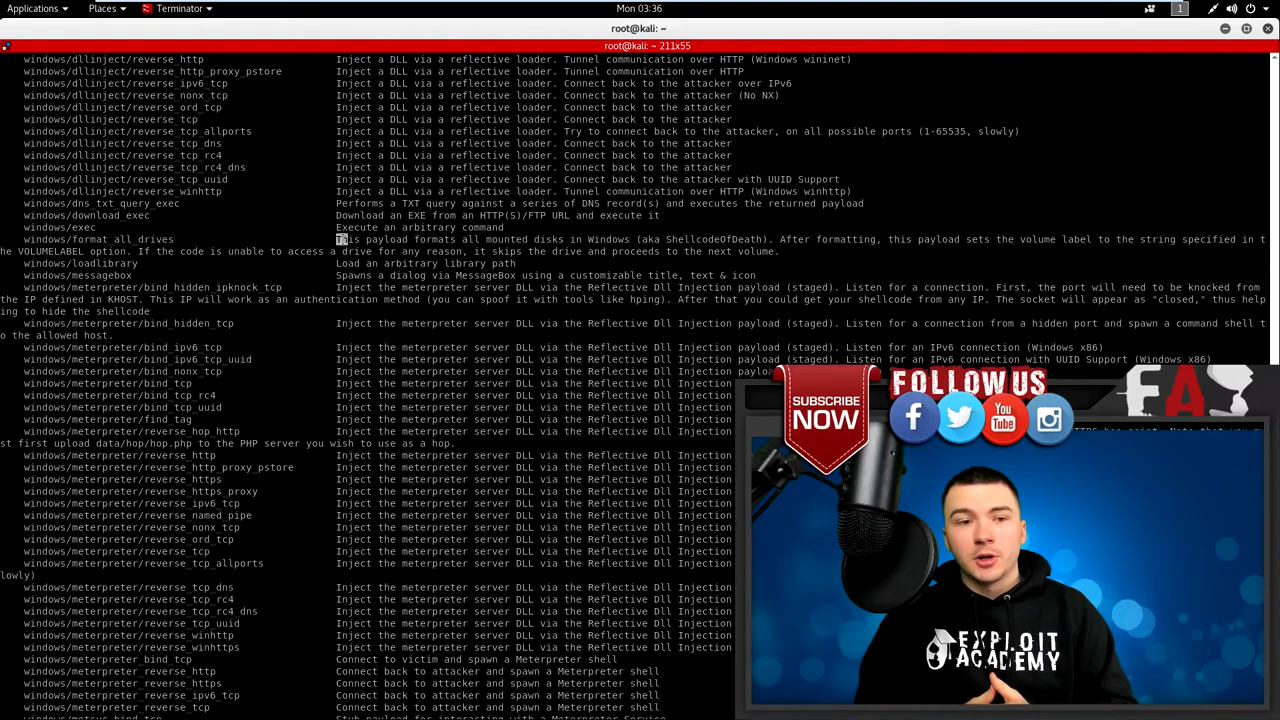 Applications Places Terminator Mon 03:36 1
root@kali: ~
root@kali: ~ 211x55
windows/dllinject/reverse_http Inject a DLL via a reflective loader. Tunnel communication over HTTP (Windows wininet)
windows/dllinject/reverse_http_proxy_pstore Inject a DLL via a reflective loader. Tunnel communication over HTTP
windows/dllinject/reverse_ipv6_tcp Inject a DLL via a reflective loader. Connect back to the attacker over IPv6
windows/dllinject/reverse_nonx_tcp Inject a DLL via a reflective loader. Connect back to the attacker (No NX)
windows/dllinject/reverse_ord_tcp Inject a DLL via a reflective loader. Connect back to the attacker
windows/dllinject/reverse_tcp Inject a DLL via a reflective loader. Connect back to the attacker
windows/dllinject/reverse_tcp_allports Inject a DLL via a reflective loader. Try to connect back to the attacker, on all possible ports (1-65535, slowly)
windows/dllinject/reverse_tcp_dns Inject a DLL via a reflective loader. Connect back to the attacker
windows/dllinject/reverse_tcp_rc4 Inject a DLL via a reflective loader. Connect back to the attacker
windows/dllinject/reverse_tcp_rc4_dns Inject a DLL via a reflective loader. Connect back to the attacker
windows/dllinject/reverse_tcp_uuid Inject a DLL via a reflective loader. Connect back to the attacker with UUID Support
windows/dllinject/reverse_winhttp Inject a DLL via a reflective loader. Tunnel communication over HTTP (Windows winhttp)
windows/dns_txt_query_exec Performs a TXT query against a series of DNS record(s) and executes the returned payload
windows/download_exec Download an EXE from an HTTP(S)/FTP URL and execute it
windows/exec Execute an arbitrary command
windows/format_all_drives This payload formats all mounted disks in Windows (aka ShellcodeOfDeath). After formatting, this payload sets the volume label to the string specified in t
he VOLUMELABEL option. If the code is unable to access a drive for any reason, it skips the drive and proceeds to the next volume.
windows/loadlibrary Load an arbitrary library path
windows/messagebox Spawns a dialog via MessageBox using a customizable title, text & icon
windows/meterpreter/bind_hidden_ipknock_tcp Inject the meterpreter server DLL via the Reflective Dll Injection payload (staged). Listen for a connection. First, the port will need to be knocked from
the IP defined in KHOST. This IP will work as an authentication method (you can spoof it with tools like hping). After that you could get your shellcode from any IP. The socket will appear as "closed," thus help
ing to hide the shellcode
windows/meterpreter/bind_hidden_tcp Inject the meterpreter server DLL via the Reflective Dll Injection payload (staged). Listen for a connection from a hidden port and spawn a command shell t
o the allowed host.
windows/meterpreter/bind_ipv6_tcp Inject the meterpreter server DLL via the Reflective Dll Injection payload (staged). Listen for an IPv6 connection (Windows x86)
windows/meterpreter/bind_ipv6_tcp_uuid Inject the meterpreter server DLL via the Reflective Dll Injection payload (staged). Listen for an IPv6 connection with UUID Support (Windows x86)
windows/meterpreter/bind_nonx_tcp Inject the meterpreter server DLL via the Reflective Dll Injection
windows/meterpreter/bind_tcp Inject the meterpreter server DLL via the Reflective Dll Injection
windows/meterpreter/bind_tcp_rc4 Inject the meterpreter server DLL via the Reflective Dll Injection
windows/meterpreter/bind_tcp_uuid Inject the meterpreter server DLL via the Reflective Dll Injection
windows/meterpreter/find_tag Inject the meterpreter server DLL via the Reflective Dll Injection
windows/meterpreter/reverse_hop_http Inject the meterpreter server DLL via the Reflective Dll Injection
st first upload data/hop/hop.php to the PHP server you wish to use as a hop.
windows/meterpreter/reverse_http Inject the meterpreter server DLL via the Reflective Dll Injection
windows/meterpreter/reverse_http_proxy_pstore Inject the meterpreter server DLL via the Reflective Dll Injection
windows/meterpreter/reverse_https Inject the meterpreter server DLL via the Reflective Dll Injection
windows/meterpreter/reverse_https_proxy Inject the meterpreter server DLL via the Reflective Dll Injection
windows/meterpreter/reverse_ipv6_tcp Inject the meterpreter server DLL via the Reflective Dll Injection
windows/meterpreter/reverse_named_pipe Inject the meterpreter server DLL via the Reflective Dll Injection
windows/meterpreter/reverse_nonx_tcp Inject the meterpreter server DLL via the Reflective Dll Injection
windows/meterpreter/reverse_ord_tcp Inject the meterpreter server DLL via the Reflective Dll Injection
windows/meterpreter/reverse_tcp Inject the meterpreter server DLL via the Reflective Dll Injection
windows/meterpreter/reverse_tcp_allports Inject the meterpreter server DLL via the Reflective Dll Injection
lowly)
windows/meterpreter/reverse_tcp_dns Inject the meterpreter server DLL via the Reflective Dll Injection
windows/meterpreter/reverse_tcp_rc4 Inject the meterpreter server DLL via the Reflective Dll Injection
windows/meterpreter/reverse_tcp_rc4_dns Inject the meterpreter server DLL via the Reflective Dll Injection
windows/meterpreter/reverse_tcp_uuid Inject the meterpreter server DLL via the Reflective Dll Injection
windows/meterpreter/reverse_winhttp Inject the meterpreter server DLL via the Reflective Dll Injection
windows/meterpreter/reverse_winhttps Inject the meterpreter server DLL via the Reflective Dll Injection
windows/meterpreter_bind_tcp Connect to victim and spawn a Meterpreter shell
windows/meterpreter_reverse_http Connect back to attacker and spawn a Meterpreter shell
windows/meterpreter_reverse_https Connect back to attacker and spawn a Meterpreter shell
windows/meterpreter_reverse_ipv6_tcp Connect back to attacker and spawn a Meterpreter shell
windows/meterpreter_reverse_tcp Connect back to attacker and spawn a Meterpreter shell
SUBSCRIBE
NOW
FOLLOW US
You
Tube
EXPLOIT
ACADEMY